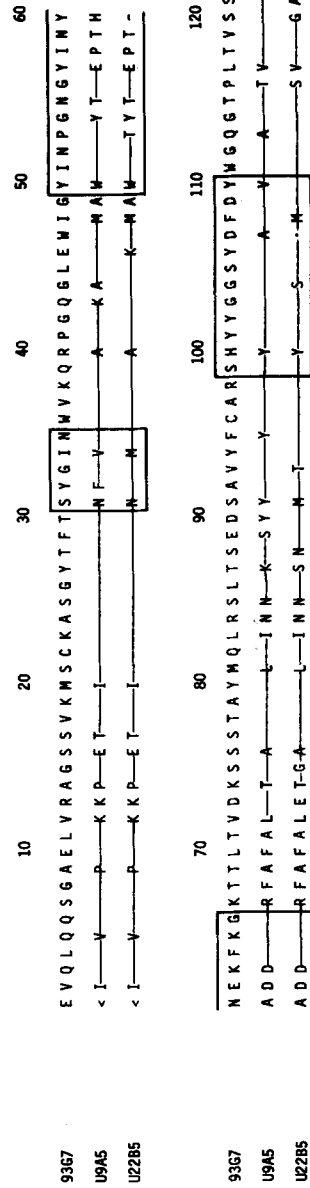 10 20 30 40 50 60
93G7 EVQLQQSGAELVRAGSSVKMSCKASGYTFTSYGINWVKQRPGQGLEWIGYINPGNGYINY
U9A5 <I—V—P—KKP—ET—I—NF—V—A—KA—MAW—YT—EPTH
U22B5 <I—V—P—KKP—ET—I—N—M—A—K—MAW—TYT—EPT-
70 80 90 100 110 120
93G7 NEKFKGKTTLTVDKSSSTAYMQLRSLTSEDSAVYFCARSHYYGGSYDFDYWGQGTPLTVSS
U9A5 ADD—RFAFAL—T—A—L—INN—K—SYY—Y—Y—A—V—A—TV
U22B5 ADD—RFAFALET-GA—L—INN—SN—M—T—Y—S—.M—SV—GA